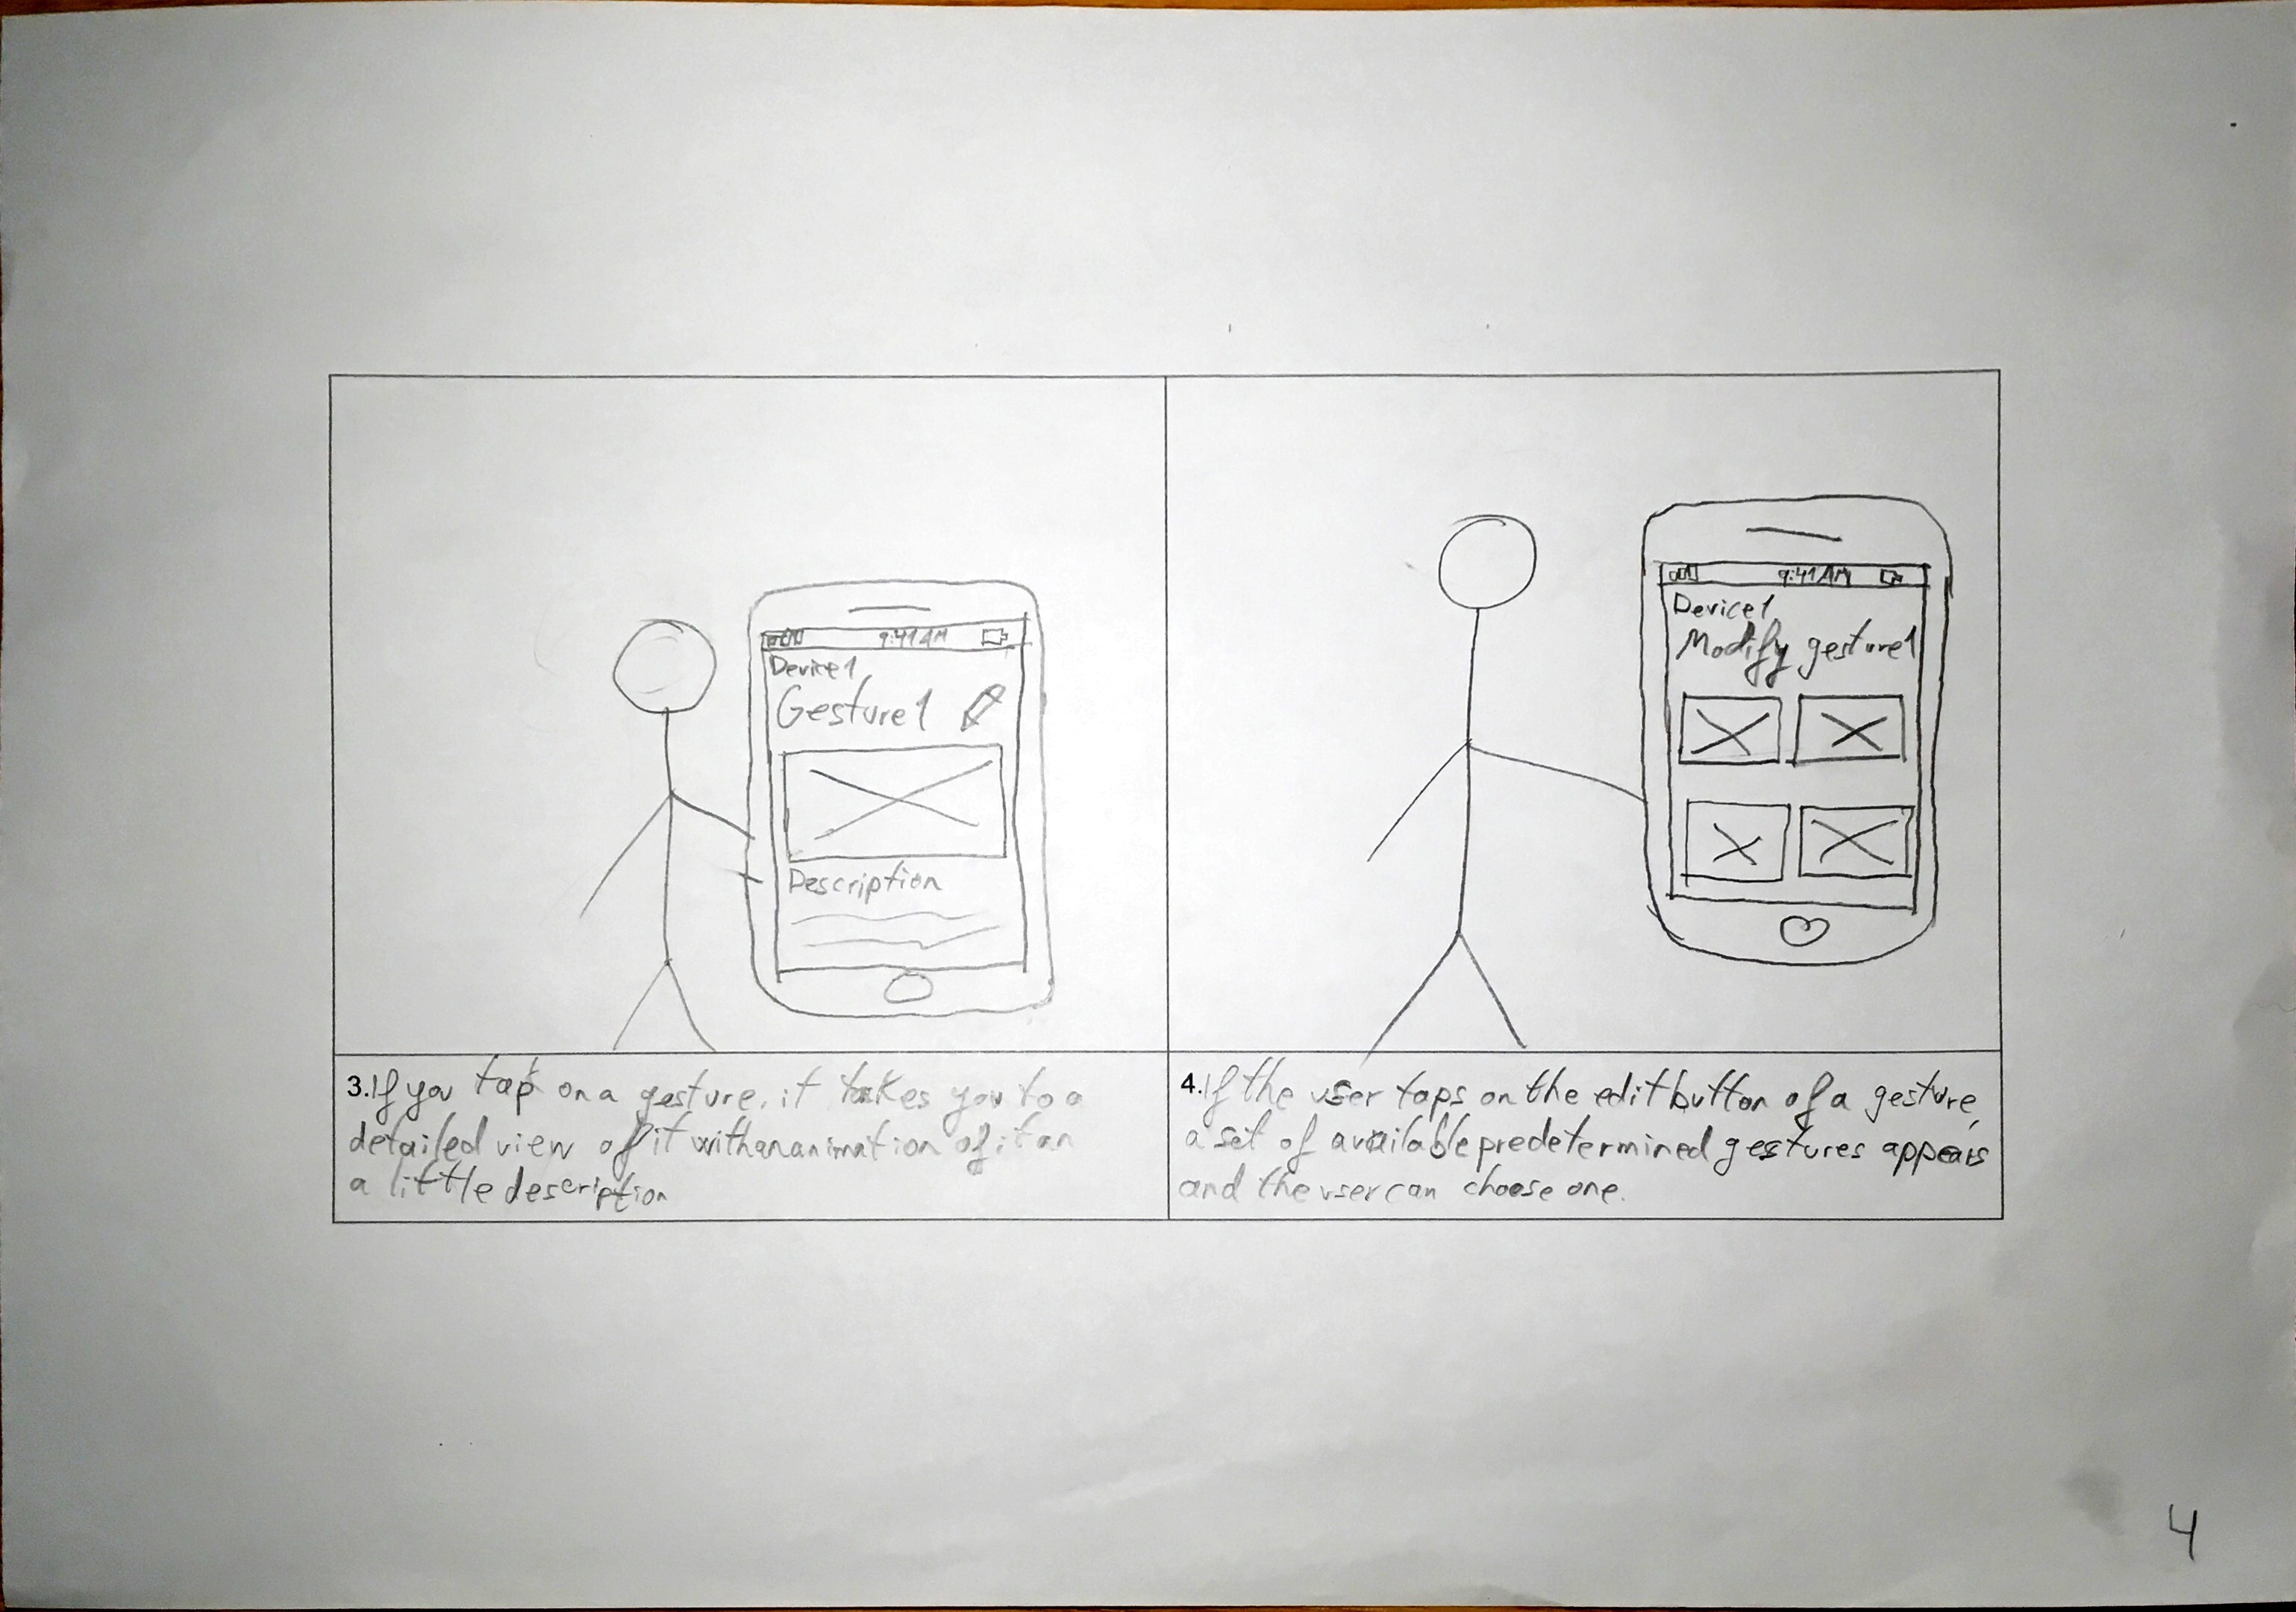 9:41 AM
Device1
Gesture1
Description
9:41 AM
Device1
Modify gesture1
3.If you tap on a gesture, it takes you to a
detailed view of it with an animation of it an
a little description
4.If the user taps on the edit button of a gesture,
a set of available predetermined gestures appears
and the user can choose one.
4